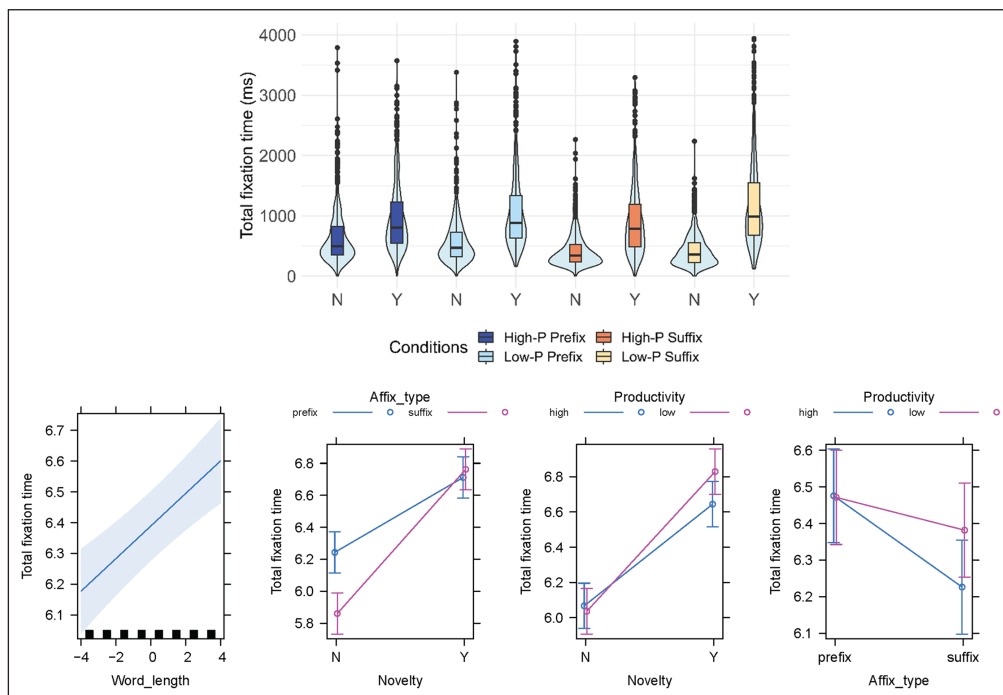 4000
3000
2000
1000
0
Total fixation time (ms)
N Y N Y N Y N Y
Conditions
High-P Prefix High-P Suffix
Low-P Prefix Low-P Suffix
6.7
6.6
6.5
6.4
6.3
6.2
6.1
Total fixation time
−4 −2 0 2 4
Word_length
Affix_type
prefix suffix
6.8
6.6
6.4
6.2
6.0
5.8
Total fixation time
N Y
Novelty
Productivity
high low
6.8
6.6
6.4
6.2
6.0
Total fixation time
N Y
Novelty
Productivity
high low
6.6
6.5
6.4
6.3
6.2
6.1
Total fixation time
prefix suffix
Affix_type